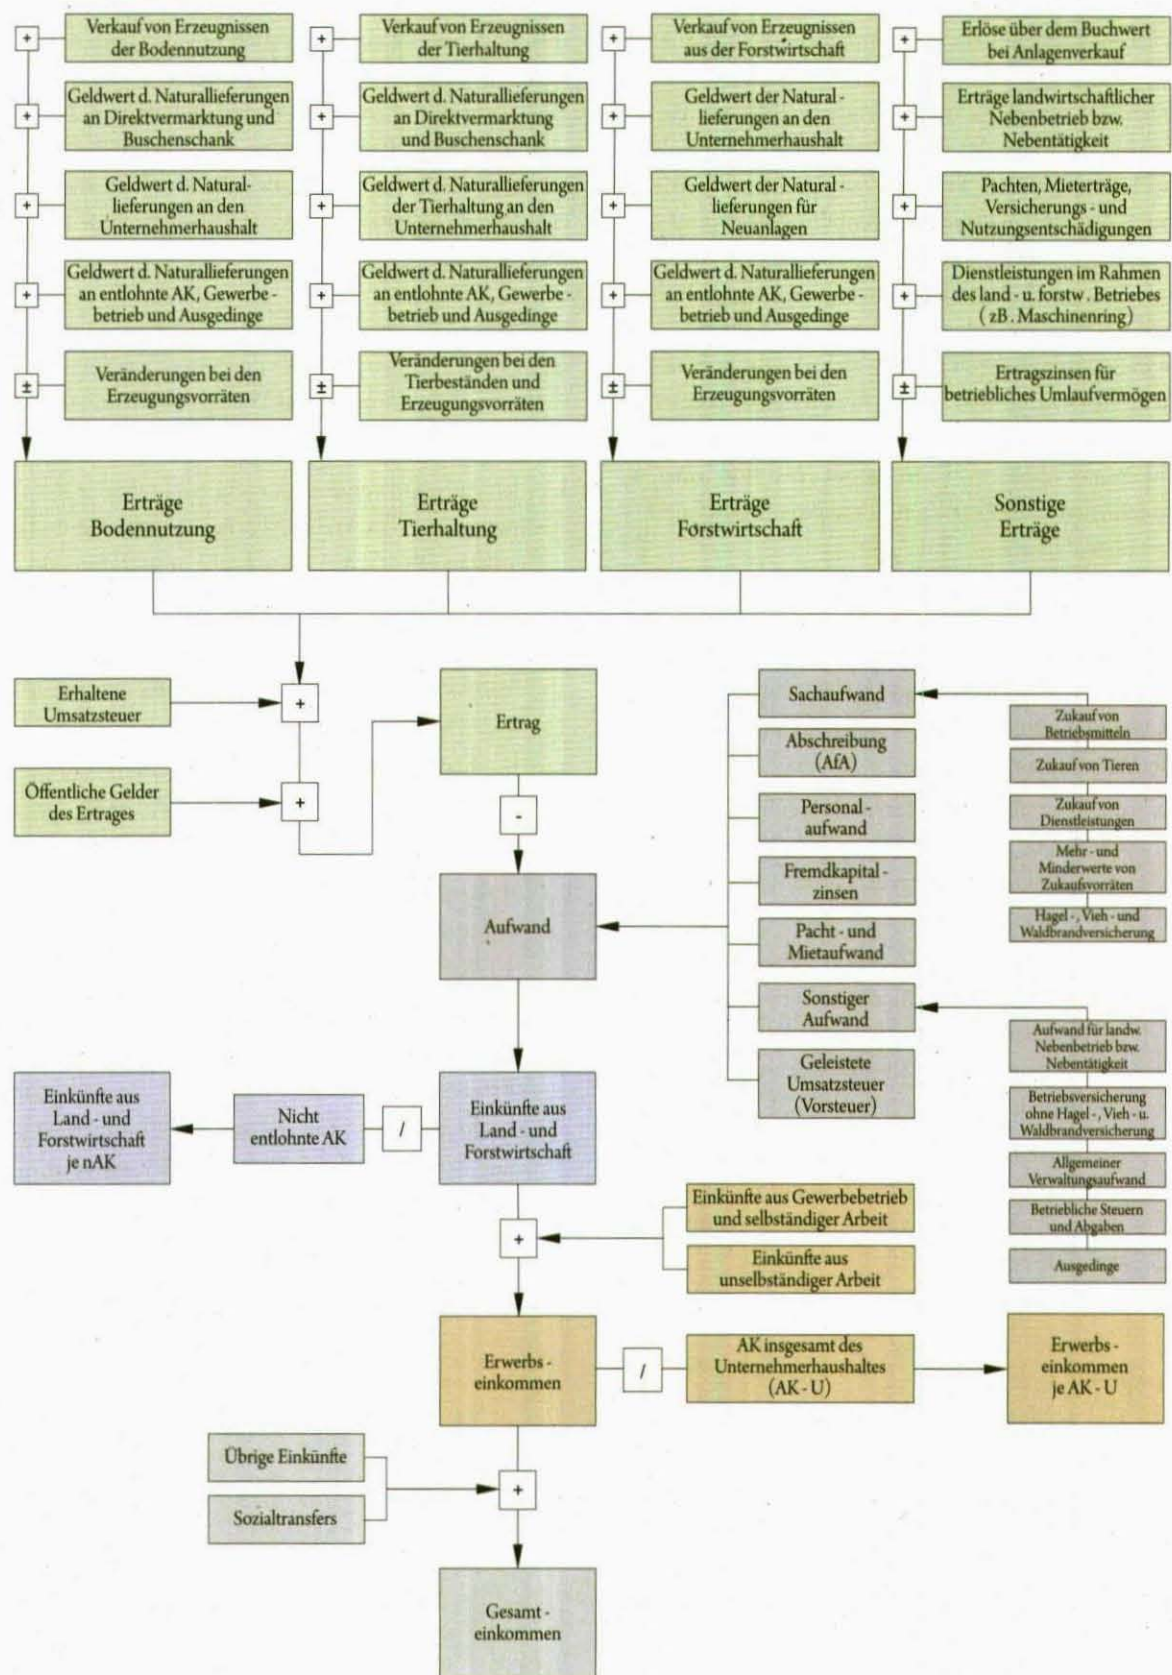 +
Verkauf von Erzeugnissen
der Bodennutzung
+
Geldwert d. Naturallieferungen
an Direktvermarktung und
Buschenschank
+
Geldwert d. Natural-
lieferungen an den
Unternehmerhaushalt
+
Geldwert d. Naturallieferungen
an entlohnte AK, Gewerbe -
betrieb und Ausgedinge
±
Veränderungen bei den
Erzeugungsvorräten
Erträge
Bodennutzung
+
Verkauf von Erzeugnissen
der Tierhaltung
+
Geldwert d. Naturallieferungen
an Direktvermarktung
und Buschenschank
+
Geldwert d. Naturallieferungen
der Tierhaltung an den
Unternehmerhaushalt
+
Geldwert d. Naturallieferungen
an entlohnte AK, Gewerbe -
betrieb und Ausgedinge
±
Veränderungen bei den
Tierbeständen und
Erzeugungsvorräten
Erträge
Tierhaltung
+
Verkauf von Erzeugnissen
aus der Forstwirtschaft
+
Geldwert der Natural -
lieferungen an den
Unternehmerhaushalt
+
Geldwert der Natural -
lieferungen für
Neuanlagen
+
Geldwert d. Naturallieferungen
an entlohnte AK, Gewerbe -
betrieb und Ausgedinge
±
Veränderungen bei den
Erzeugungsvorräten
Erträge
Forstwirtschaft
+
Erlöse über dem Buchwert
bei Anlagenverkauf
+
Erträge landwirtschaftlicher
Nebenbetrieb bzw.
Nebentätigkeit
+
Pachten, Mieterträge,
Versicherungs - und
Nutzungsentschädigungen
+
Dienstleistungen im Rahmen
des land - u. forstw . Betriebes
( zB . Maschinenring)
±
Ertragszinsen für
betriebliches Umlaufvermögen
Sonstige
Erträge
Erhaltene
Umsatzsteuer
+
Öffentliche Gelder
des Ertrages
+
Ertrag
-
Aufwand
Sachaufwand
Abschreibung
(AfA)
Personal-
aufwand
Fremdkapital -
zinsen
Pacht - und
Mietaufwand
Sonstiger
Aufwand
Geleistete
Umsatzsteuer
(Vorsteuer)
Zukauf von
Betriebsmitteln
Zukauf von Tieren
Zukauf von
Dienstleistungen
Mehr - und
Minderwerte von
Zukaufsvorräten
Hagel - , Vieh - und
Waldbrandversicherung
Aufwand für landw.
Nebenbetrieb bzw.
Nebentätigkeit
Betriebsversicherung
ohne Hagel - , Vieh - u.
Waldbrandversicherung
Allgemeiner
Verwaltungsaufwand
Betriebliche Steuern
und Abgaben
Ausgedinge
Einkünfte aus
Land - und
Forstwirtschaft
je nAK
Nicht
entlohnte AK
/
Einkünfte aus
Land - und
Forstwirtschaft
+
Einkünfte aus Gewerbebetrieb
und selbständiger Arbeit
Einkünfte aus
unselbständiger Arbeit
Erwerbs -
einkommen
/
AK insgesamt des
Unternehmerhaushaltes
(AK - U)
Erwerbs -
einkommen
je AK - U
Übrige Einkünfte
Sozialtransfers
+
Gesamt -
einkommen